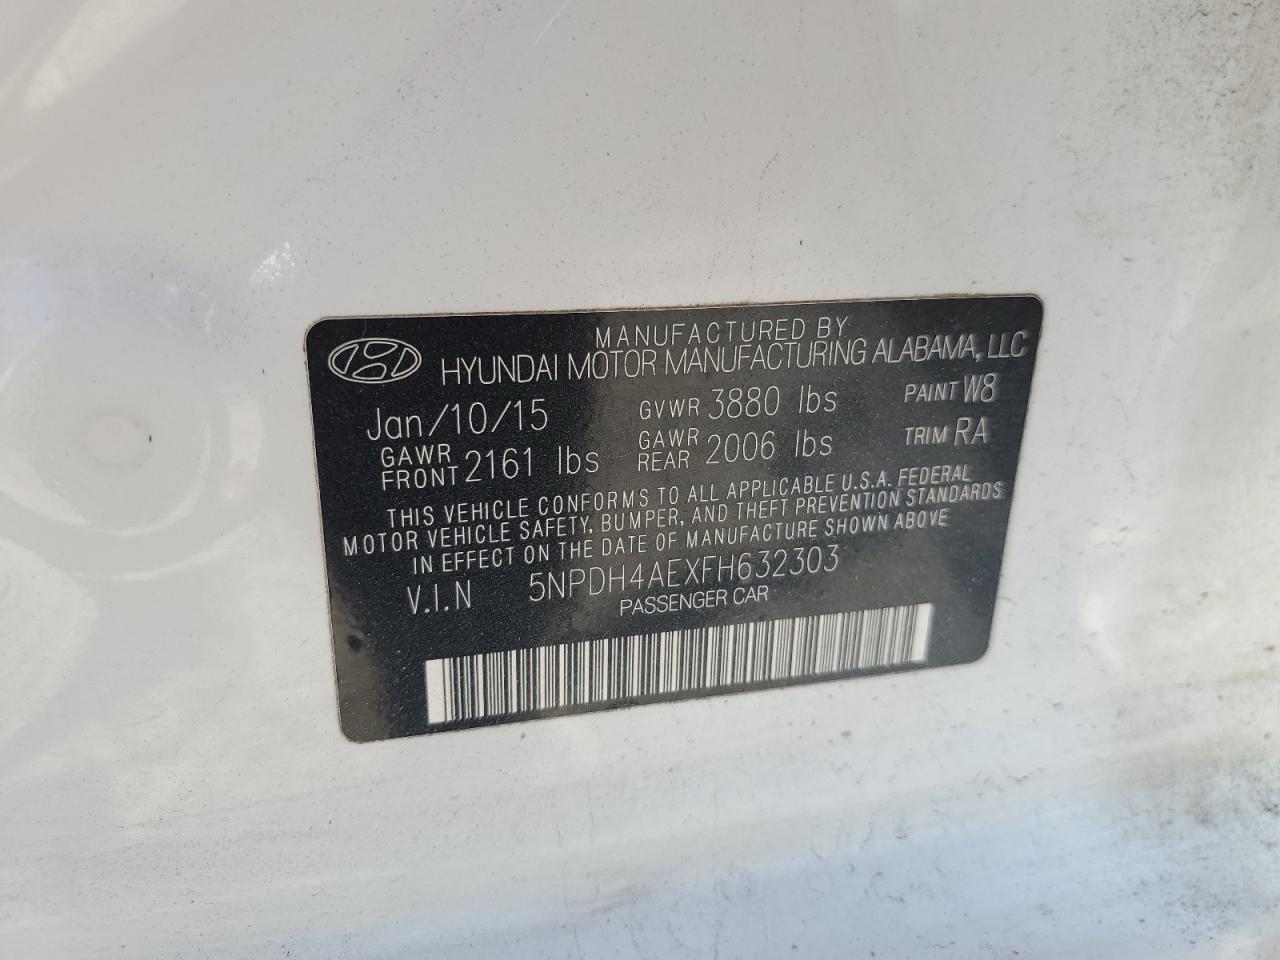 MANUFACTURED BY
HYUNDAI MOTOR MANUFACTURING ALABAMA, LLC
Jan/10/15 GVWR 3880 lbs PAINT W8
GAWR FRONT 2161 lbs GAWR REAR 2006 lbs TRIM RA
THIS VEHICLE CONFORMS TO ALL APPLICABLE U.S.A. FEDERAL
MOTOR VEHICLE SAFETY, BUMPER, AND THEFT PREVENTION STANDARDS
IN EFFECT ON THE DATE OF MANUFACTURE SHOWN ABOVE
V.I.N 5NPDH4AEXFH632303
PASSENGER CAR